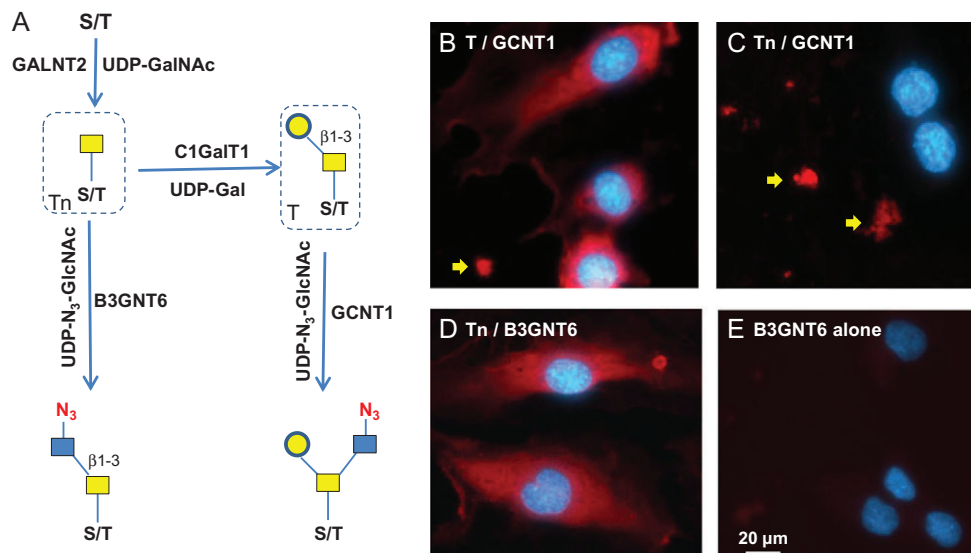 A
S/T
GALNT2 UDP-GalNAc
Tn S/T
C1GalT1
UDP-Gal
β1-3
T S/T
UDP-N₃-GlcNAc
B3GNT6
UDP-N₃-GlcNAc
GCNT1
N₃
β1-3
S/T
N₃
S/T
B T / GCNT1
C Tn / GCNT1
D Tn / B3GNT6
E B3GNT6 alone
20 µm